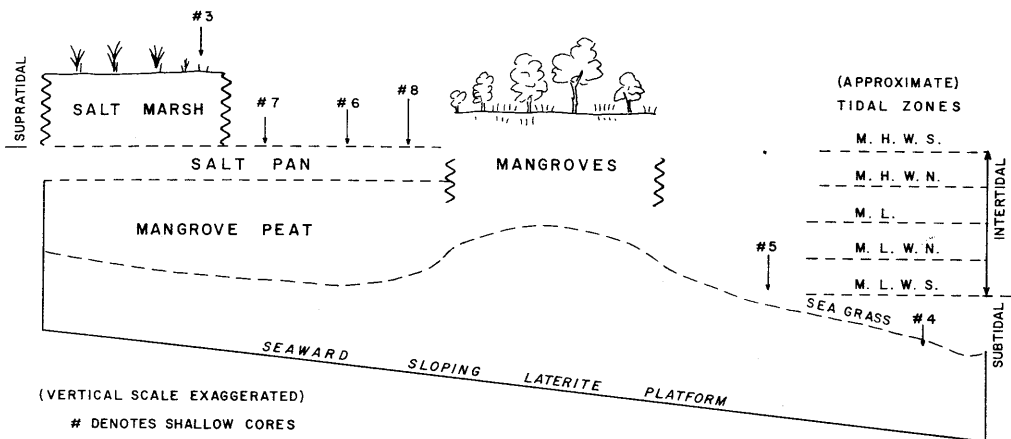 #3
SUPRATIDAL
SALT MARSH
#7
#6
#8
(APPROXIMATE)
TIDAL ZONES
SALT PAN
MANGROVES
M. H. W. S.
M. H. W. N.
M. L.
M. L. W. N.
M. L. W. S.
INTERTIDAL
MANGROVE PEAT
#5
SEA GRASS
#4
SUBTIDAL
SEAWARD SLOPING LATERITE PLATFORM
(VERTICAL SCALE EXAGGERATED)
# DENOTES SHALLOW CORES